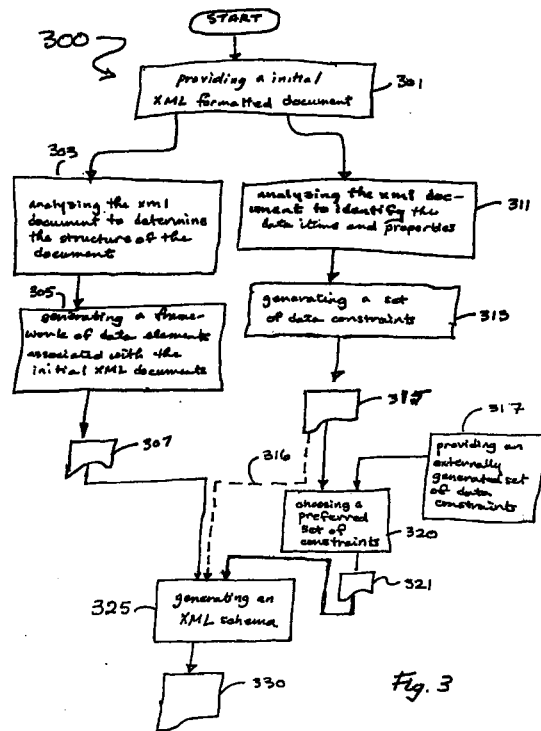 START
300
providing a initial
XML formatted document
301
303
analyzing the xml
document to determine
the structure of the
document
analyzing the xml doc-
ument to identify the
data items and properties
311
305
generating a frame-
work of data elements
associated with the
initial XML documents
generating a set
of data constraints
313
307
315
316
317
providing an
externally
generated set
of data
constraints
choosing a
preferred
set of
constraints
320
321
325
generating an
XML schema
330
Fig. 3